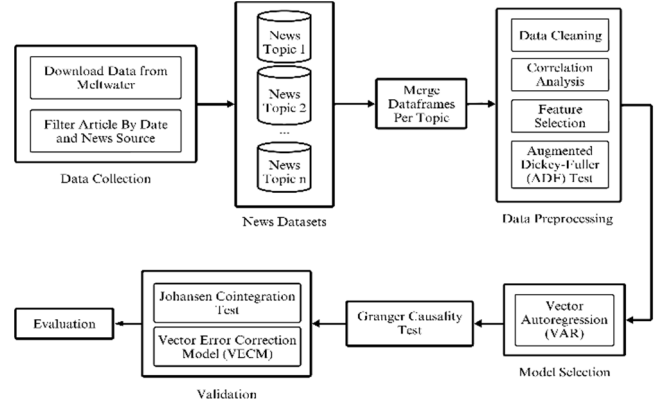 Download Data from
Meltwater
Filter Article By Date
and News Source
Data Collection
News
Topic 1
News
Topic 2
...
News
Topic n
News Datasets
Merge
Dataframes
Per Topic
Data Cleaning
Correlation
Analysis
Feature
Selection
Augmented
Dickey-Fuller
(ADF) Test
Data Preprocessing
Vector
Autoregression
(VAR)
Model Selection
Granger Causality
Test
Johansen Cointegration
Test
Vector Error Correction
Model (VECM)
Validation
Evaluation